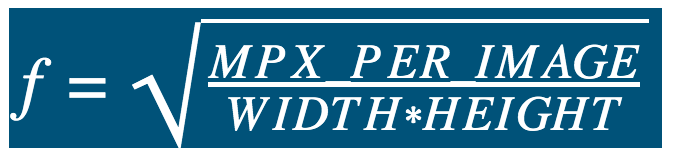 f = √
MPX_PER_IMAGE
WIDTH*HEIGHT